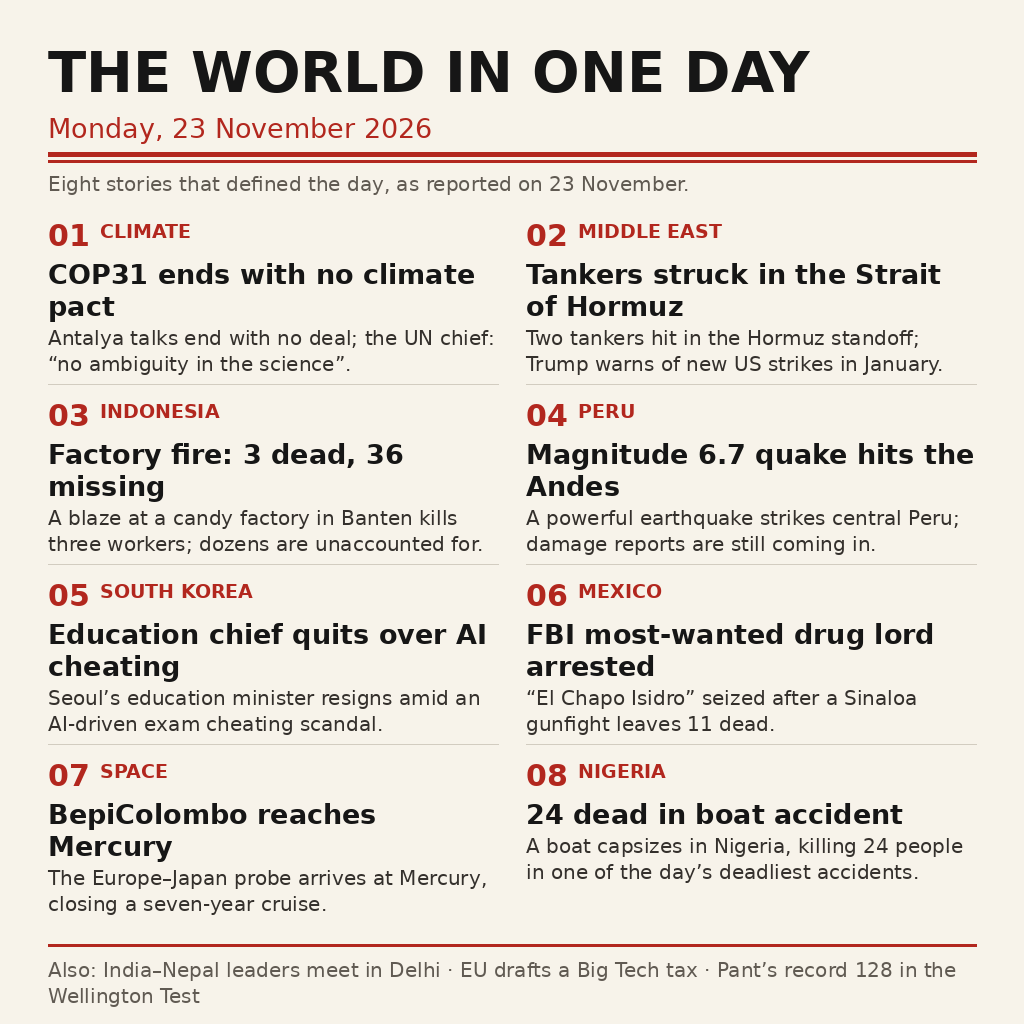 THE WORLD IN ONE DAY
Monday, 23 November 2026
Eight stories that defined the day, as reported on 23 November.
01 CLIMATE
COP31 ends with no climate
pact
Antalya talks end with no deal; the UN chief:
“no ambiguity in the science”.
02 MIDDLE EAST
Tankers struck in the Strait
of Hormuz
Two tankers hit in the Hormuz standoff;
Trump warns of new US strikes in January.
03 INDONESIA
Factory fire: 3 dead, 36
missing
A blaze at a candy factory in Banten kills
three workers; dozens are unaccounted for.
04 PERU
Magnitude 6.7 quake hits the
Andes
A powerful earthquake strikes central Peru;
damage reports are still coming in.
05 SOUTH KOREA
Education chief quits over AI
cheating
Seoul’s education minister resigns amid an
AI-driven exam cheating scandal.
06 MEXICO
FBI most-wanted drug lord
arrested
“El Chapo Isidro” seized after a Sinaloa
gunfight leaves 11 dead.
07 SPACE
BepiColombo reaches
Mercury
The Europe–Japan probe arrives at Mercury,
closing a seven-year cruise.
08 NIGERIA
24 dead in boat accident
A boat capsizes in Nigeria, killing 24 people
in one of the day’s deadliest accidents.
Also: India–Nepal leaders meet in Delhi · EU drafts a Big Tech tax · Pant’s record 128 in the
Wellington Test